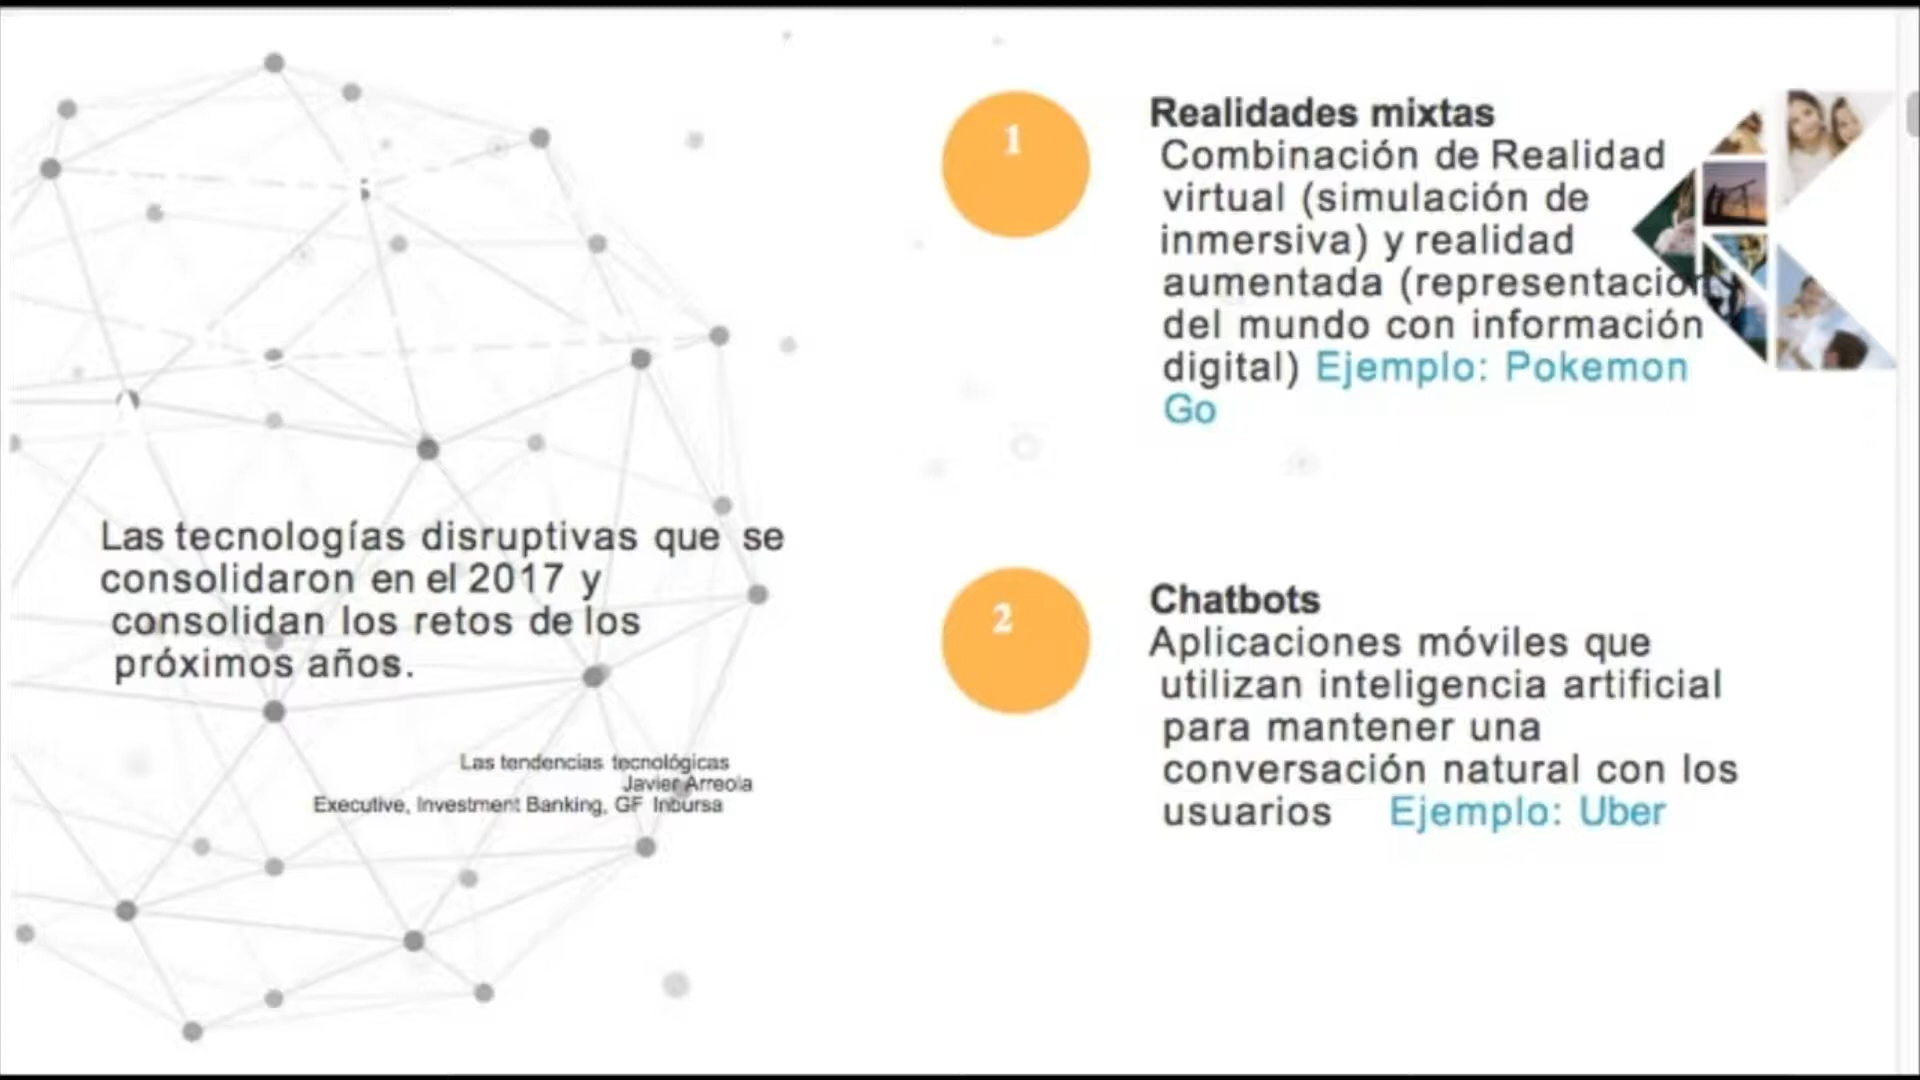 Las tecnologías disruptivas que se
consolidaron en el 2017 y
consolidan los retos de los
próximos años.
Las tendencias tecnológicas
Javier Arreola
Executive, Investment Banking, GF Inbursa
1
Realidades mixtas
Combinación de Realidad
virtual (simulación de
inmersiva) y realidad
aumentada (representación
del mundo con información
digital) Ejemplo: Pokemon
Go
2
Chatbots
Aplicaciones móviles que
utilizan inteligencia artificial
para mantener una
conversación natural con los
usuarios Ejemplo: Uber